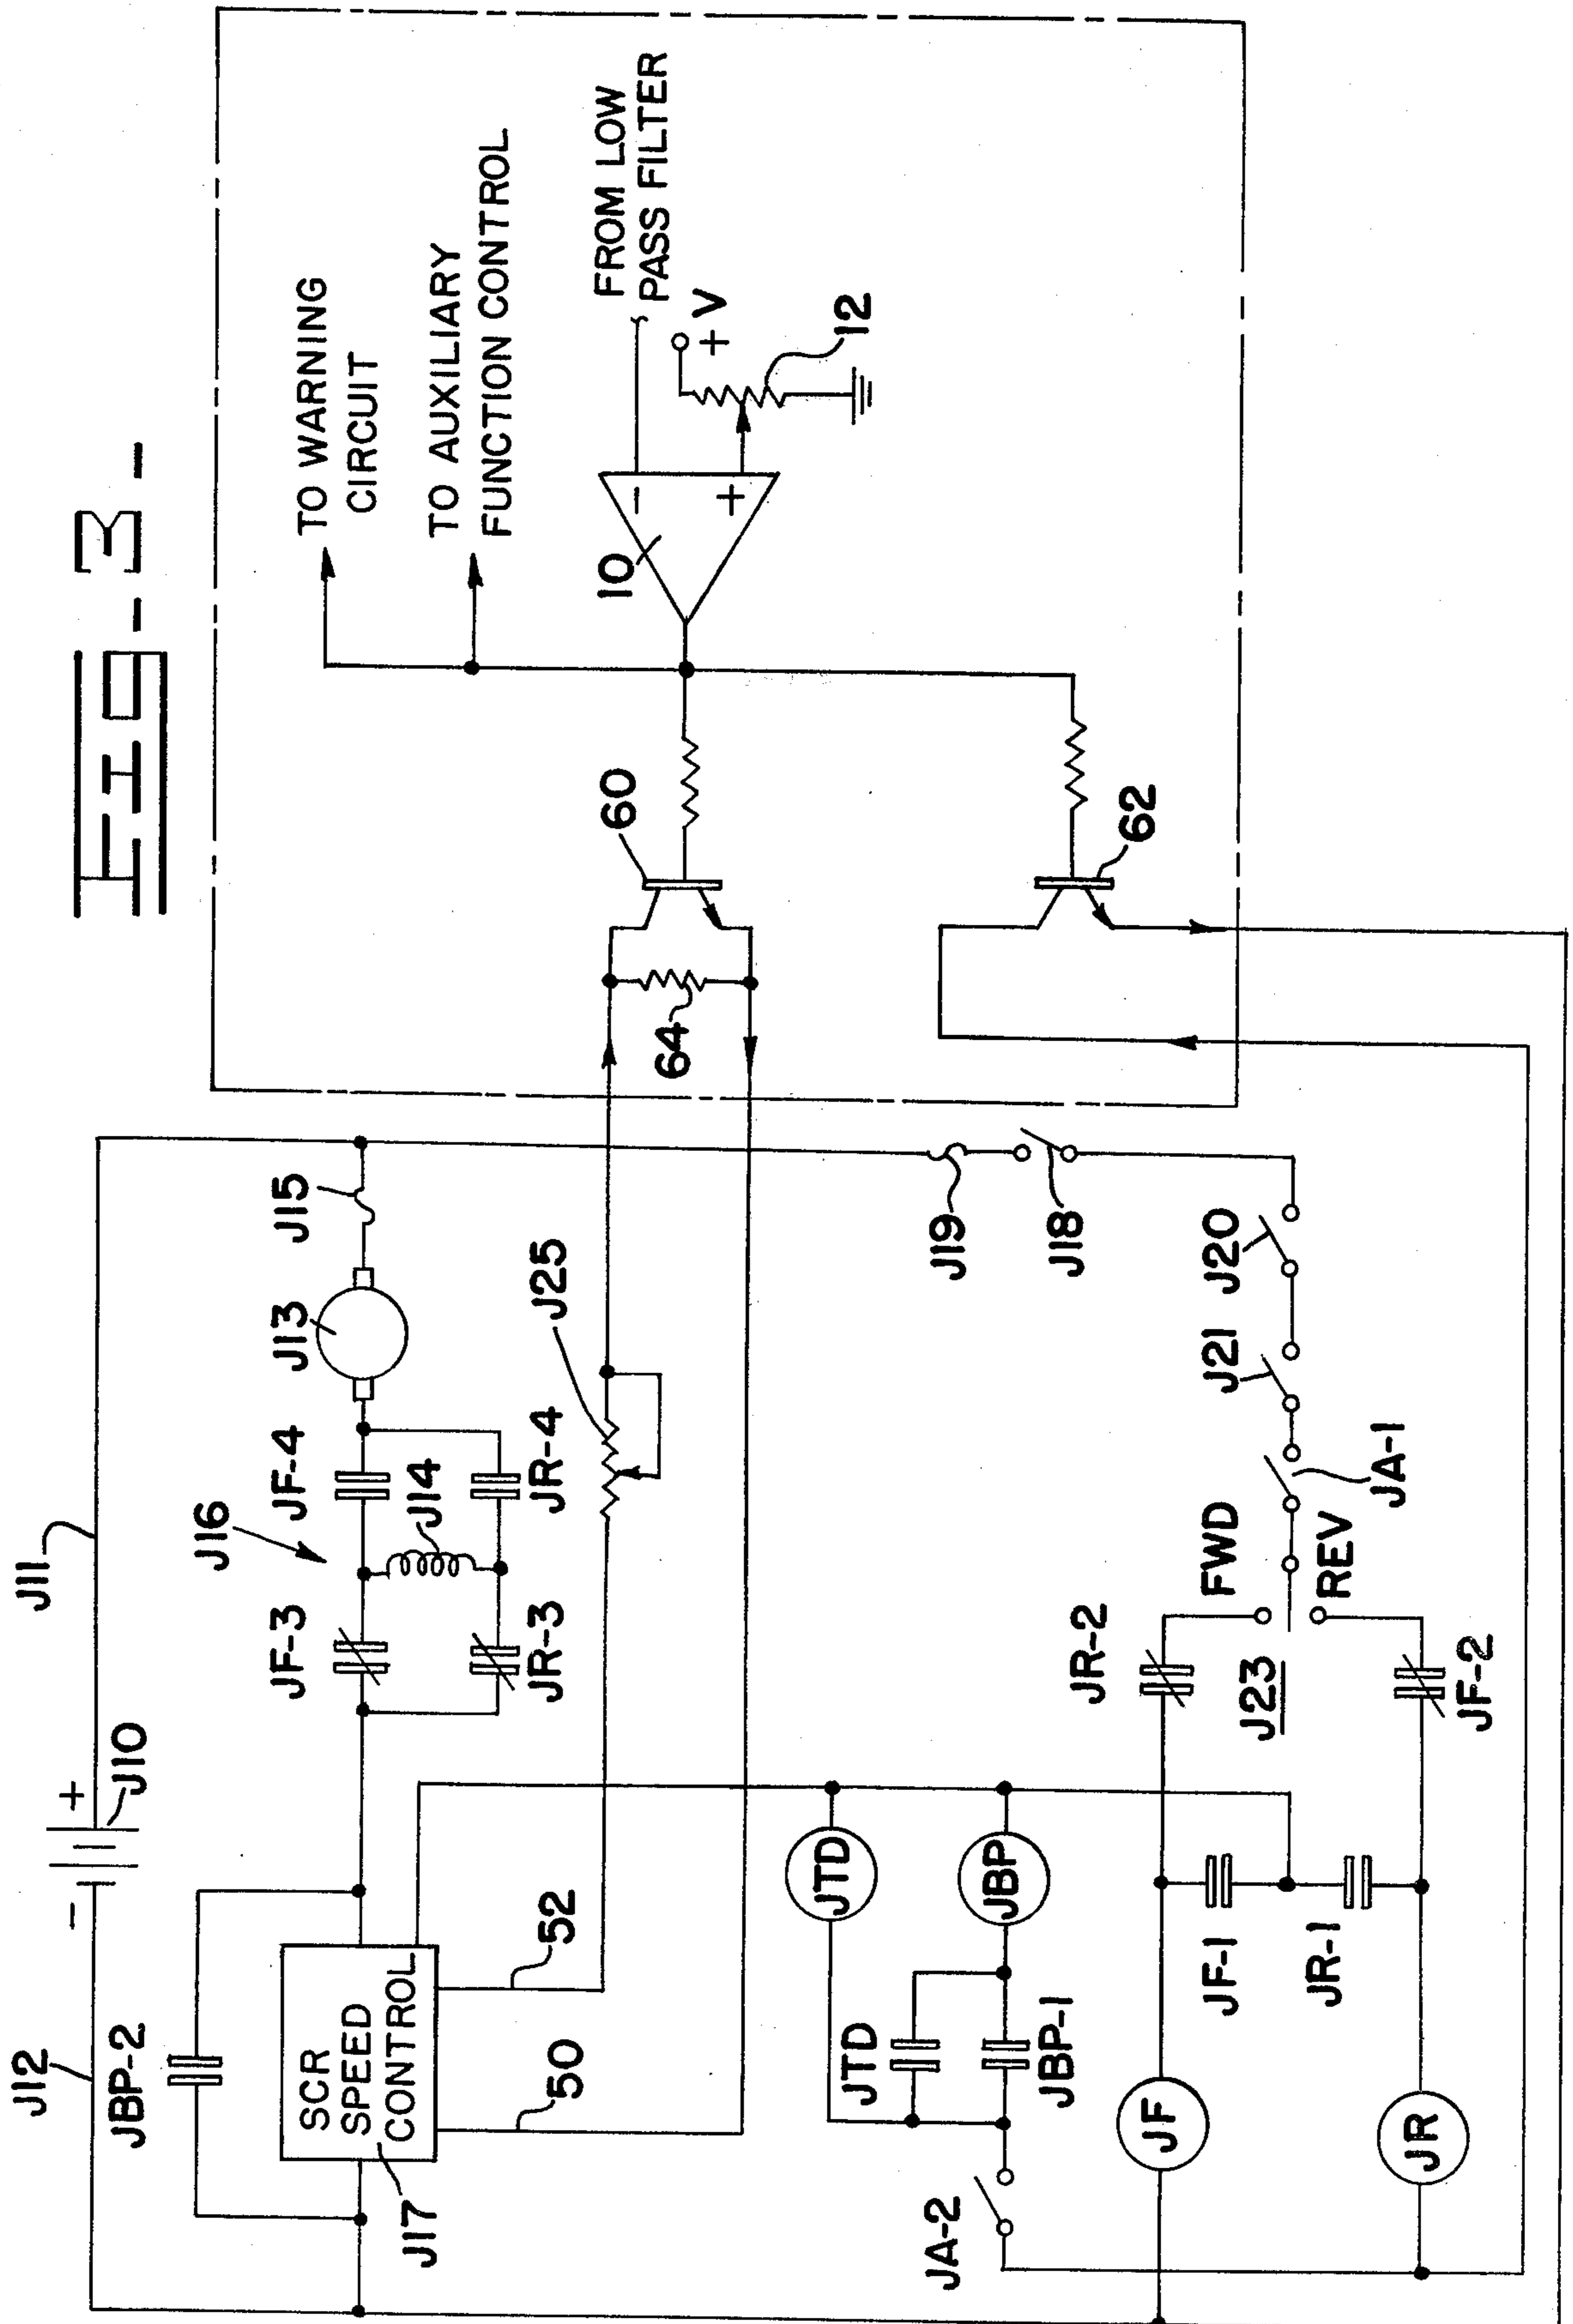 FIG-3-
TO WARNING
CIRCUIT
TO AUXILIARY
FUNCTION CONTROL
FROM LOW
PASS FILTER
+V
12
10
-
+
60
62
64
J11
J15
J13
JF-4
J14
JR-4
J16
JF-3
JR-3
J25
J19
J18
J20
J21
JA-1
FWD
REV
J23
JR-2
JF-2
+
J10
-
J12
JBP-2
SCR
SPEED
CONTROL
J17
52
50
JTD
JBP
JTD
JBP-1
JA-2
JF-1
JR-1
JF
JR